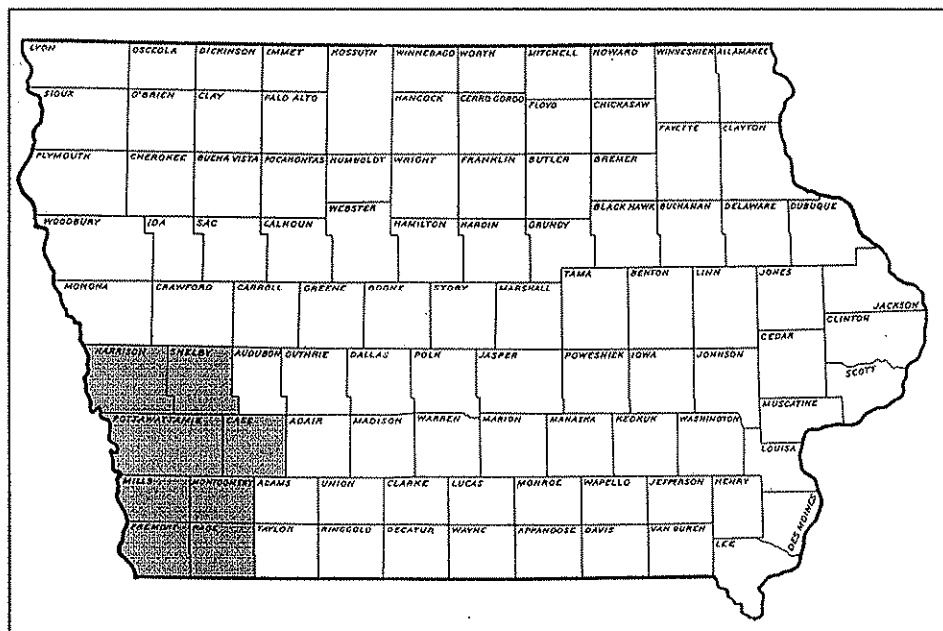 LYON OSCEOLA DICKINSON EMMET KOSSUTH WINNEBAGO WORTH MITCHELL HOWARD WINNESHIEK ALLAMAKEE
SIOUX O'BRIEN CLAY PALO ALTO HANCOCK CERRO GORDO FLOYD CHICKASAW
FAYETTE CLAYTON
PLYMOUTH CHEROKEE BUENA VISTA POCAHONTAS HUMBOLDT WRIGHT FRANKLIN BUTLER BREMER
WEBSTER BLACK HAWK BUCHANAN DELAWARE DUBUQUE
WOODBURY IDA SAC CALHOUN HAMILTON HARDIN GRUNDY
TAMA BENTON LINN JONES
MONONA CRAWFORD CARROLL GREENE BOONE STORY MARSHALL JACKSON
CLINTON
CEDAR
HARRISON SHELBY AUDUBON GUTHRIE DALLAS POLK JASPER POWESHIEK IOWA JOHNSON
SCOTT
MUSCATINE
POTTAWATTAMIE CASS ADAIR MADISON WARREN MARION MAHASKA KEOKUK WASHINGTON
LOUISA
MILLS MONTGOMERY ADAMS UNION CLARKE LUCAS MONROE WAPELLO JEFFERSON HENRY
DES MOINES
FREMONT PAGE TAYLOR RINGGOLD DECATUR WAYNE APPANOOSE DAVIS VAN BUREN
LEE